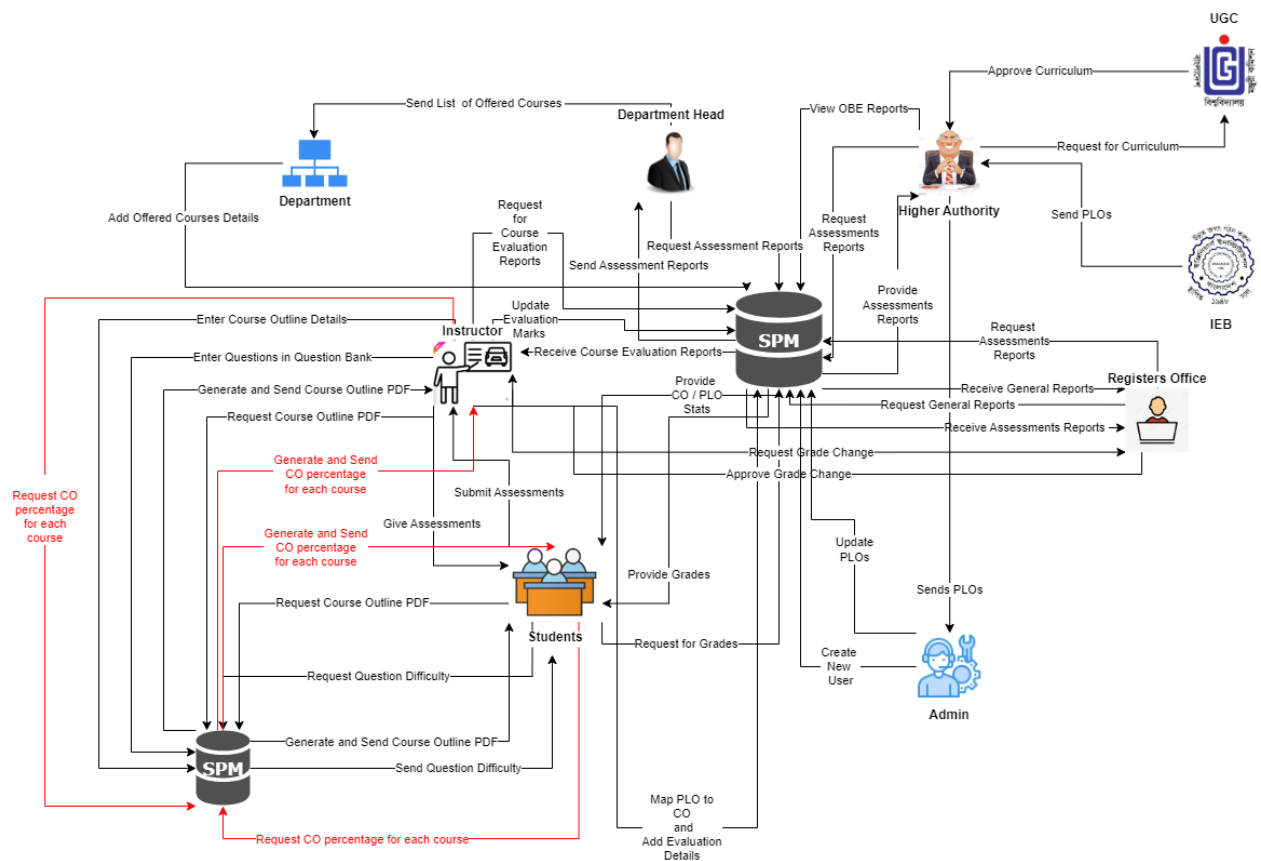 UGC
বাংলাদেশ
মঞ্জুরী কমিশন
বিশ্ববিদ্যালয়
Approve Curriculum
Send List of Offered Courses
View OBE Reports
Department Head
Request for Curriculum
Department
Higher Authority
Add Offered Courses Details
Request
for
Course
Evaluation
Reports
Request
Assessments
Reports
Send PLOs
Request Assessment Reports
Send Assessment Reports
Provide
Assessments
Reports
১৯৪৮
IEB
Enter Course Outline Details
Update
Evaluation
Marks
Instructor
SPM
Request
Assessments
Reports
Enter Questions in Question Bank
Receive Course Evaluation Reports
Registers Office
Generate and Send Course Outline PDF
Provide
CO / PLO
Stats
Receive General Reports
Request General Reports
Request Course Outline PDF
Receive Assessments Reports
Request Grade Change
Generate and Send
CO percentage
for each course
Approve Grade Change
Request CO
percentage
for each
course
Submit Assessments
Give Assessments
Generate and Send
CO percentage
for each course
Update
PLOs
Provide Grades
Sends PLOs
Request Course Outline PDF
Students
Request for Grades
Create
New
User
Request Question Difficulty
Admin
Generate and Send Course Outline PDF
SPM
Send Question Difficulty
Map PLO to
CO
and
Add Evaluation
Details
Request CO percentage for each course